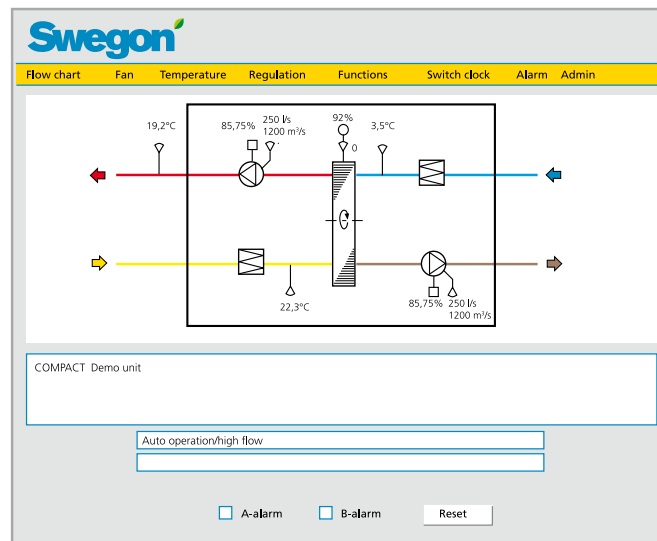 Swegon
Flow chart Fan Temperature Regulation Functions Switch clock Alarm Admin
19,2°C
85,75%
250 l/s
1200 m³/s
92%
0
3,5°C
22,3°C
85,75%
250 l/s
1200 m³/s
COMPACT Demo unit
Auto operation/high flow
A-alarm B-alarm Reset